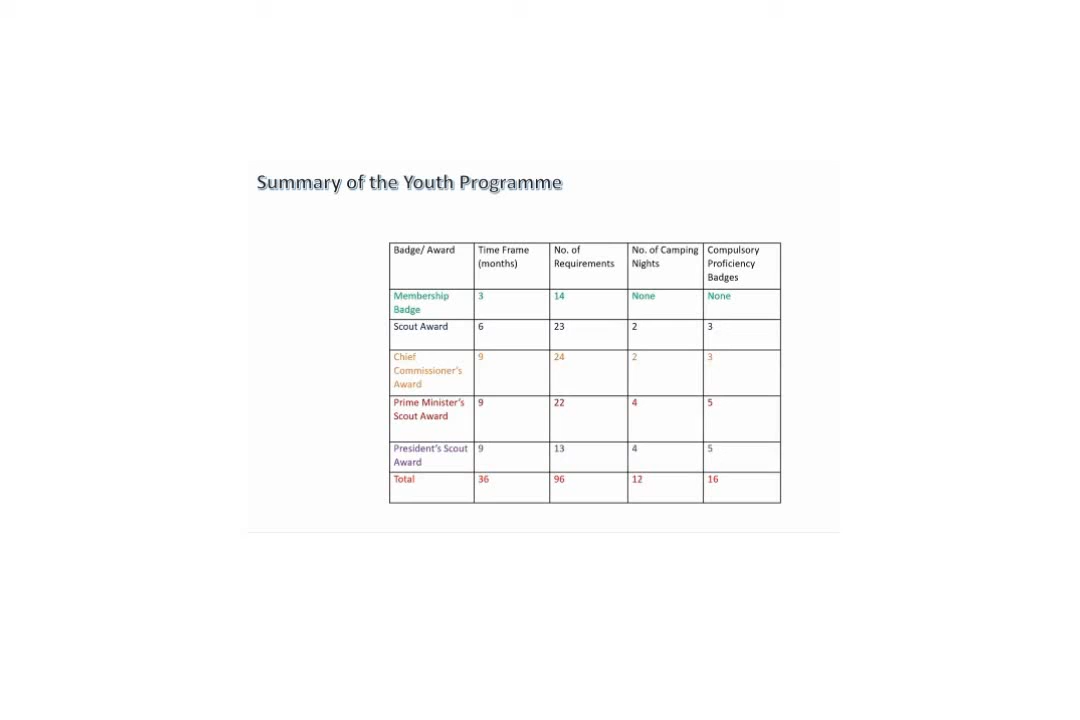 Summary of the Youth Programme
Badge/ Award | Time Frame (months) | No. of Requirements | No. of Camping Nights | Compulsory Proficiency Badges
Membership Badge | 3 | 14 | None | None
Scout Award | 6 | 23 | 2 | 3
Chief Commissioner's Award | 9 | 24 | 2 | 3
Prime Minister's Scout Award | 9 | 22 | 4 | 5
President's Scout Award | 9 | 13 | 4 | 5
Total | 36 | 96 | 12 | 16